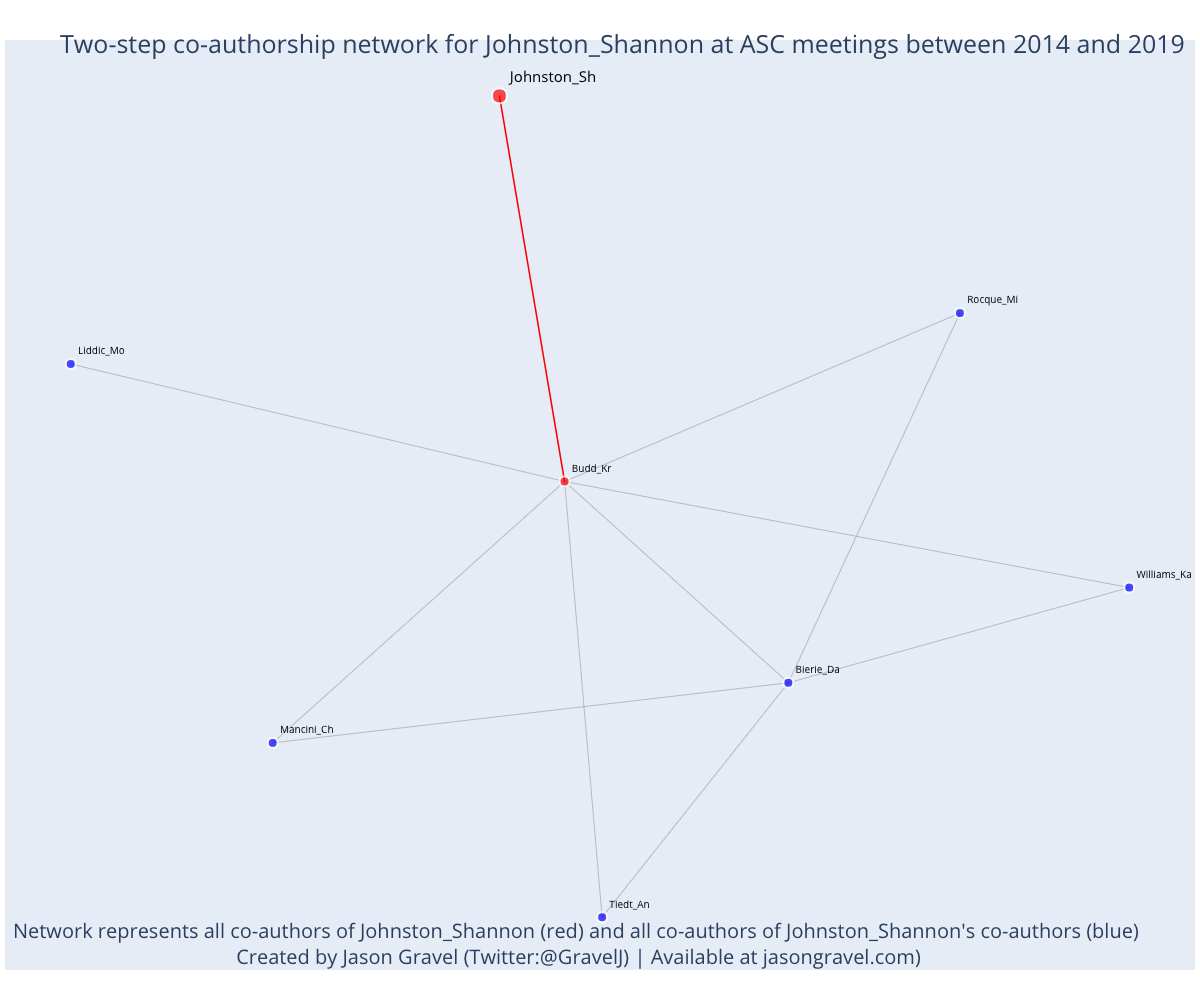 Two-step co-authorship network for Johnston_Shannon at ASC meetings between 2014 and 2019
Johnston_Sh
Rocque_Mi
Liddic_Mo
Budd_Kr
Williams_Ka
Bierie_Da
Mancini_Ch
Tiedt_An
Network represents all co-authors of Johnston_Shannon (red) and all co-authors of Johnston_Shannon's co-authors (blue)
Created by Jason Gravel (Twitter:@GravelJ) | Available at jasongravel.com)